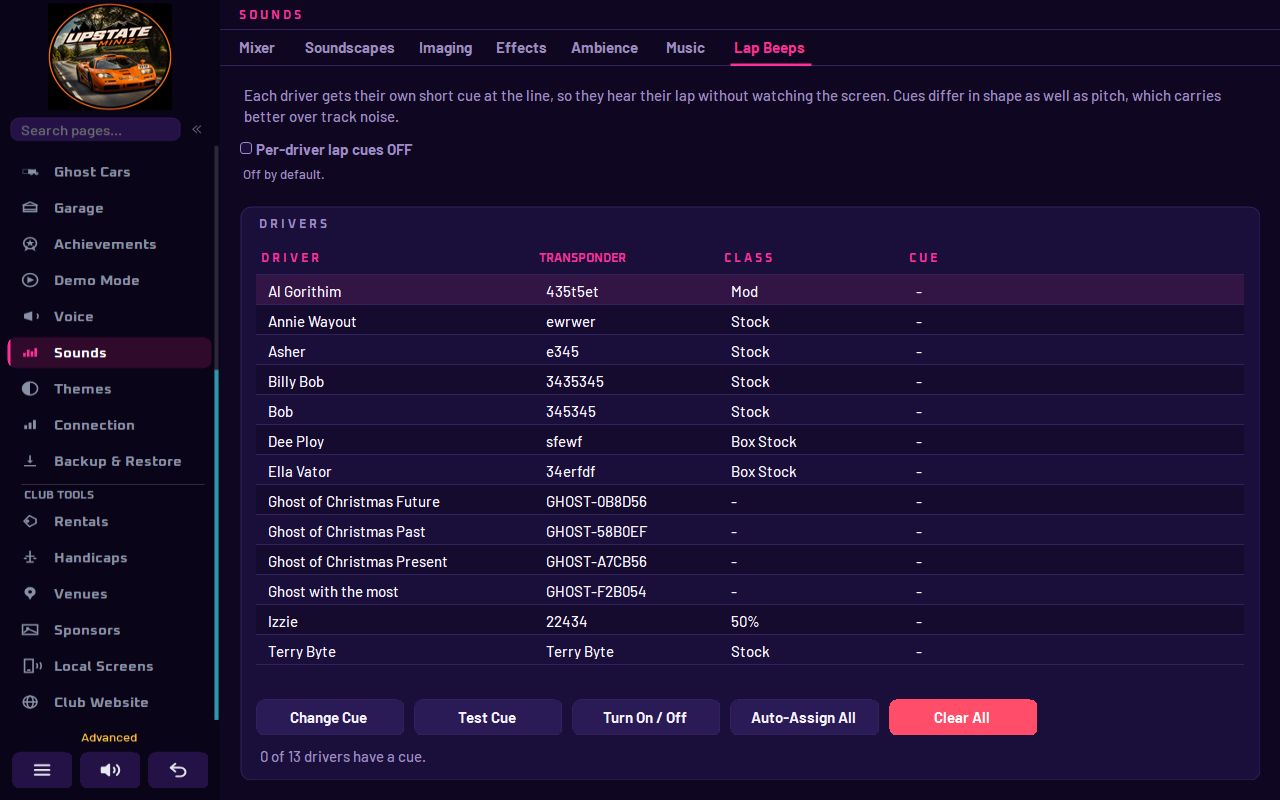 UPSTATE
MINIZ
Search pages...
«
Ghost Cars
Garage
Achievements
Demo Mode
Voice
Sounds
Themes
Connection
Backup & Restore
CLUB TOOLS
Rentals
Handicaps
Venues
Sponsors
Local Screens
Club Website
Advanced
SOUNDS
Mixer Soundscapes Imaging Effects Ambience Music Lap Beeps
Each driver gets their own short cue at the line, so they hear their lap without watching the screen. Cues differ in shape as well as pitch, which carries
better over track noise.
Per-driver lap cues OFF
Off by default.
DRIVERS
DRIVER TRANSPONDER CLASS CUE
Al Gorithim 435t5et Mod -
Annie Wayout ewrwer Stock -
Asher e345 Stock -
Billy Bob 3435345 Stock -
Bob 345345 Stock -
Dee Ploy sfewf Box Stock -
Ella Vator 34erfdf Box Stock -
Ghost of Christmas Future GHOST-0B8D56 - -
Ghost of Christmas Past GHOST-58B0EF - -
Ghost of Christmas Present GHOST-A7CB56 - -
Ghost with the most GHOST-F2B054 - -
Izzie 22434 50% -
Terry Byte Terry Byte Stock -
Change Cue Test Cue Turn On / Off Auto-Assign All Clear All
0 of 13 drivers have a cue.